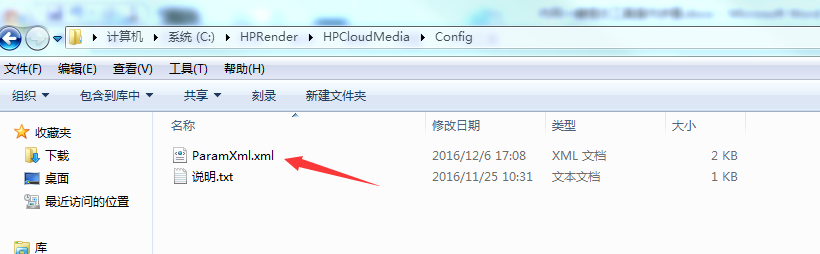 计算机 系统 (C:) HPRender HPCloudMedia Config
文件(F) 编辑(E) 查看(V) 工具(T) 帮助(H)
组织 包含到库中 共享 刻录 新建文件夹
名称 修改日期 类型 大小
收藏夹
下载
桌面
最近访问的位置
库
ParamXml.xml 2016/12/6 17:08 XML 文档 2 KB
说明.txt 2016/11/25 10:31 文本文档 1 KB